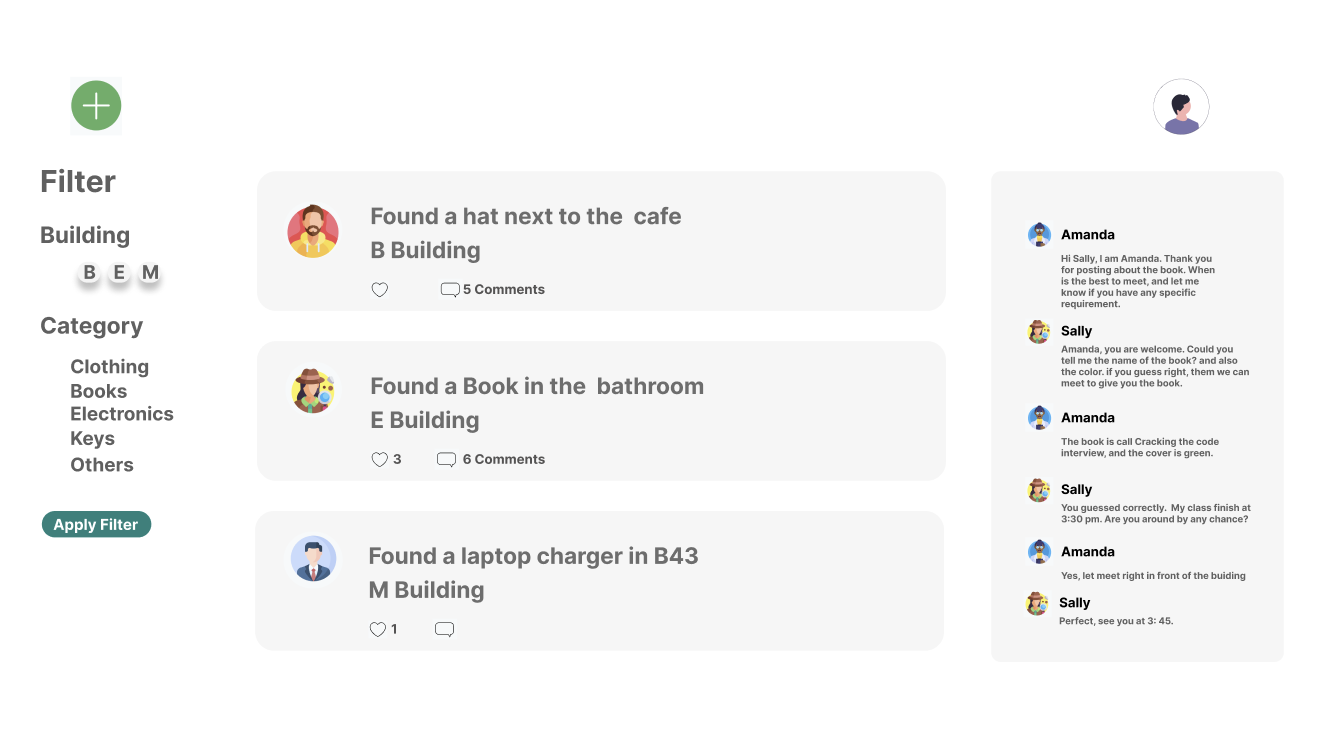 Filter
Building
B E M
Category
Clothing
Books
Electronics
Keys
Others
Apply Filter
Found a hat next to the  cafe
B Building
5 Comments
Found a Book in the  bathroom
E Building
3 6 Comments
Found a laptop charger in B43
M Building
1
Amanda
Hi Sally, I am Amanda. Thank you
for posting about the book. When
is the best to meet, and let me
know if you have any specific
requirement.
Sally
Amanda, you are welcome. Could you
tell me the name of the book? and also
the color. if you guess right, them we can
meet to give you the book.
Amanda
The book is call Cracking the code
interview, and the cover is green.
Sally
You guessed correctly.  My class finish at
3:30 pm. Are you around by any chance?
Amanda
Yes, let meet right in front of the buiding
Sally
Perfect, see you at 3: 45.